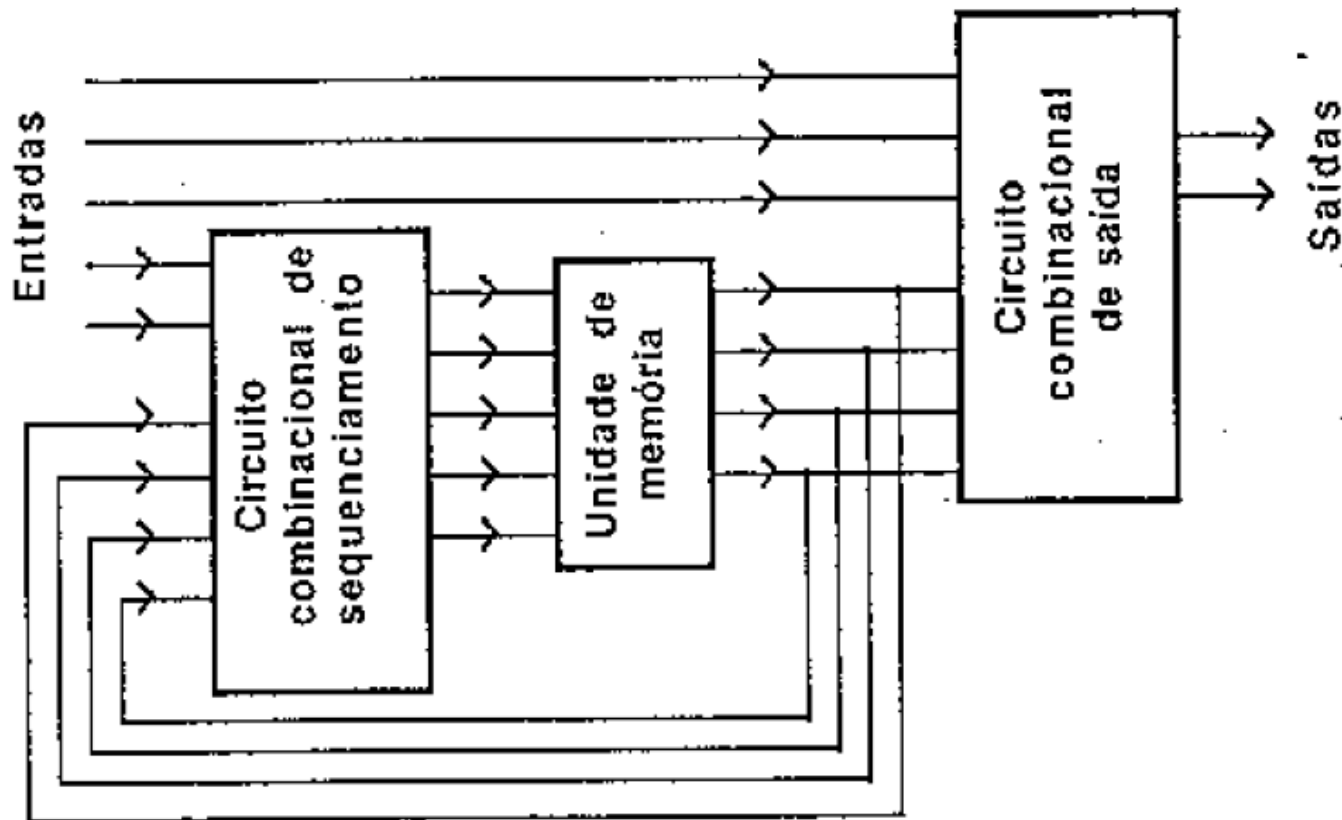 Entradas
Circuito
combinacional de
sequenciamento
Unidade de
memória
Circuito
combinacional
de saída
Saídas